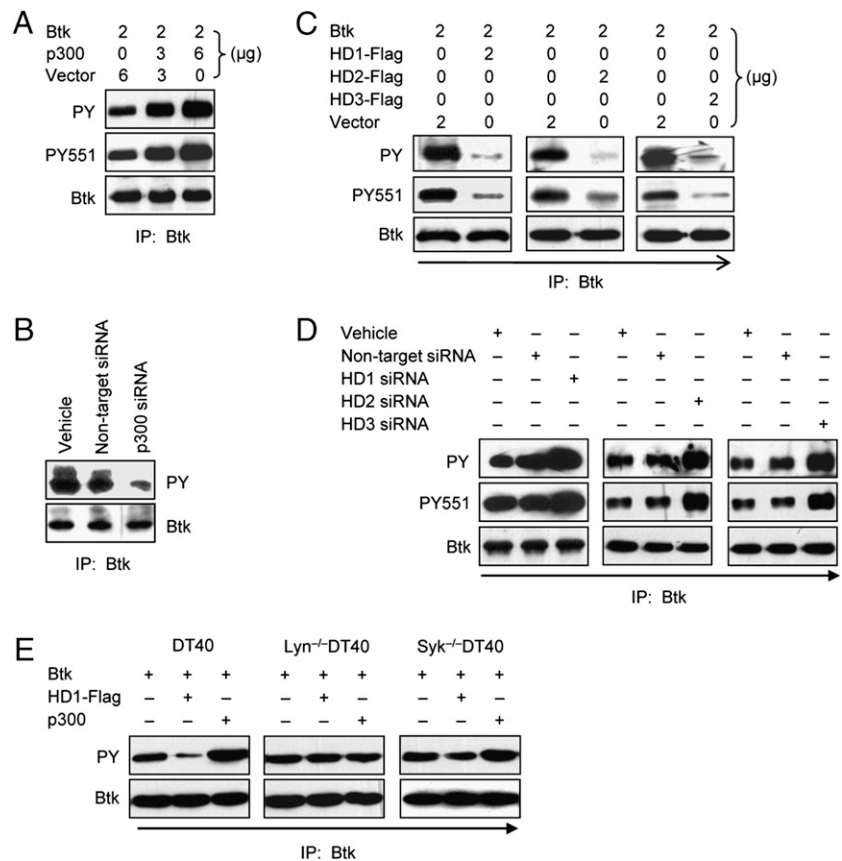 A
Btk 2 2 2
p300 0 3 6 (µg)
Vector 6 3 0
PY
PY551
Btk
IP: Btk
C
Btk 2 2 2 2 2 2
HD1-Flag 0 2 0 0 0 0
HD2-Flag 0 0 0 2 0 0
HD3-Flag 0 0 0 0 0 2
Vector 2 0 2 0 2 0
(µg)
PY
PY551
Btk
IP: Btk
B
Vehicle
Non-target siRNA
p300 siRNA
PY
Btk
IP: Btk
D
Vehicle + – – + – – + – –
Non-target siRNA – + – – + – – + –
HD1 siRNA – – + – – – – – –
HD2 siRNA – – – – – + – – –
HD3 siRNA – – – – – – – – +
PY
PY551
Btk
IP: Btk
E
DT40 Lyn–/–DT40 Syk–/–DT40
Btk + + + + + + + + +
HD1-Flag – + – – + – – + –
p300 – – + – – + – – +
PY
Btk
IP: Btk